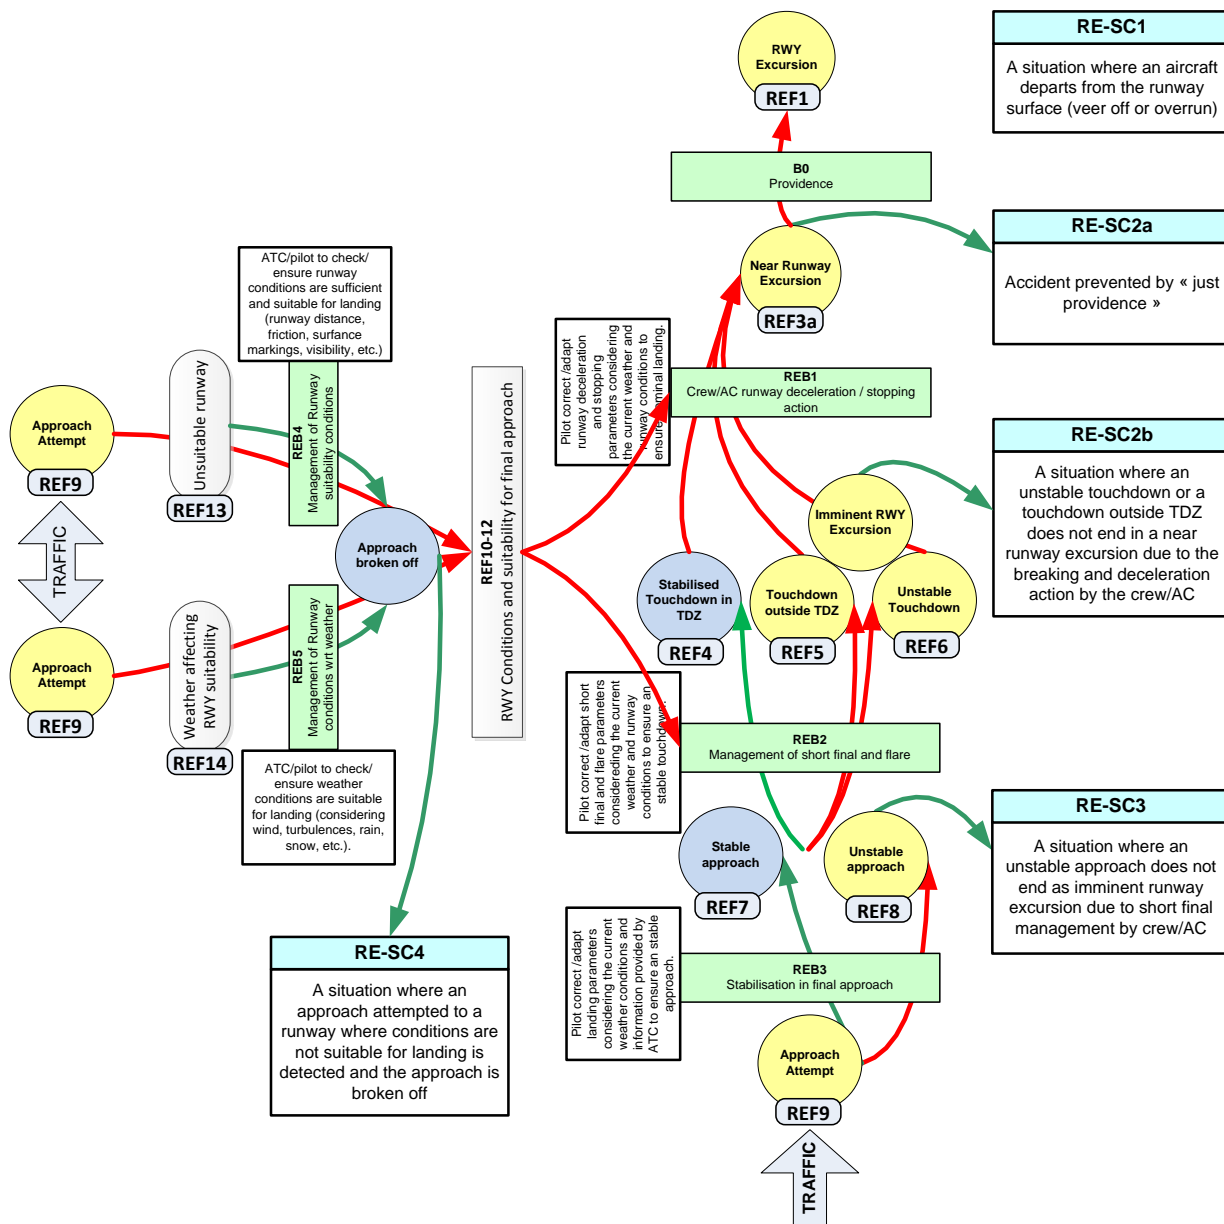 RWY
Excursion
REF1
RE-SC1
A situation where an aircraft
departs from the runway
surface (veer off or overrun)
B0
Providence
Near Runway
Excursion
REF3a
RE-SC2a
Accident prevented by « just
providence »
ATC/pilot to check/
ensure runway
conditions are sufficient
and suitable for landing
(runway distance,
friction, surfance
markings, visibility, etc.)
Approach
Attempt
REF9
Unsuitable runway
REF13
REB4
Management of Runway
suitability conditions
TRAFFIC
Approach
Attempt
REF9
Weather affecting
RWY suitability
REF14
REB5
Management of Runway
conditions wrt weather
ATC/pilot to check/
ensure weather
conditions are suitable
for landing (considering
wind, turbulences, rain,
snow, etc.).
Approach
broken off
REF10-12
RWY Conditions and suitability for final approach
Pilot correct /adapt
runway deceleration
and stopping
parameters considering
the current weather and
runway conditions to
ensure nominal landing.
REB1
Crew/AC runway deceleration / stopping
action
RE-SC2b
A situation where an
unstable touchdown or a
touchdown outside TDZ
does not end in a near
runway excursion due to the
breaking and deceleration
action by the crew/AC
Imminent RWY
Excursion
Stabilised
Touchdown in
TDZ
REF4
Touchdown
outside TDZ
REF5
Unstable
Touchdown
REF6
Pilot correct /adapt short
final and flare parameters
considereding the current
weather and runway
conditions to ensure an
stable touchdown.
REB2
Management of short final and flare
Stable
approach
REF7
Unstable
approach
REF8
RE-SC3
A situation where an
unstable approach does not
end as imminent runway
excursion due to short final
management by crew/AC
RE-SC4
A situation where an
approach attempted to a
runway where conditions are
not suitable for landing is
detected and the approach is
broken off
Pilot correct /adapt
landing parameters
considering the current
weather conditions and
information provided by
ATC to ensure an stable
approach.
REB3
Stabilisation in final approach
Approach
Attempt
REF9
TRAFFIC